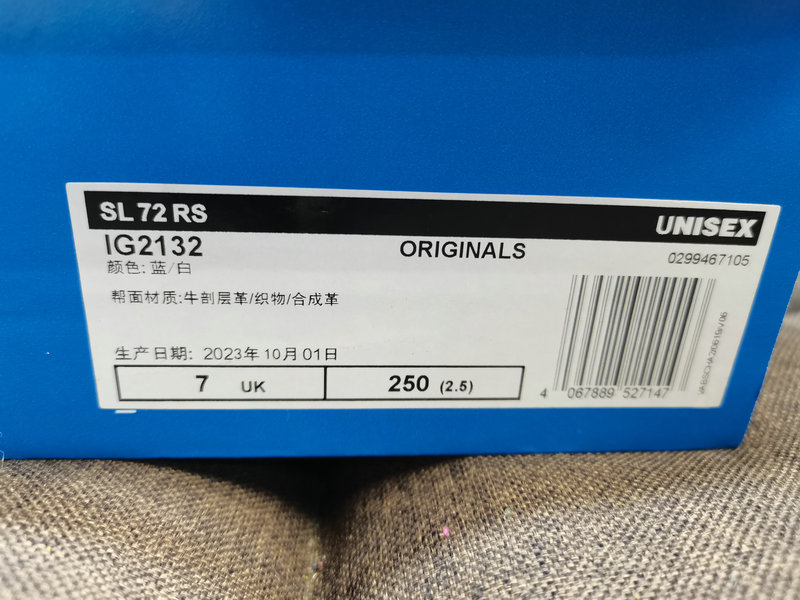 SL 72 RS
UNISEX
IG2132
ORIGINALS
0299467105
颜色: 蓝/白
帮面材质:牛剖层革/织物/合成革
生产日期: 2023年10月01日
7 UK
250 (2.5)
4 067889 527147